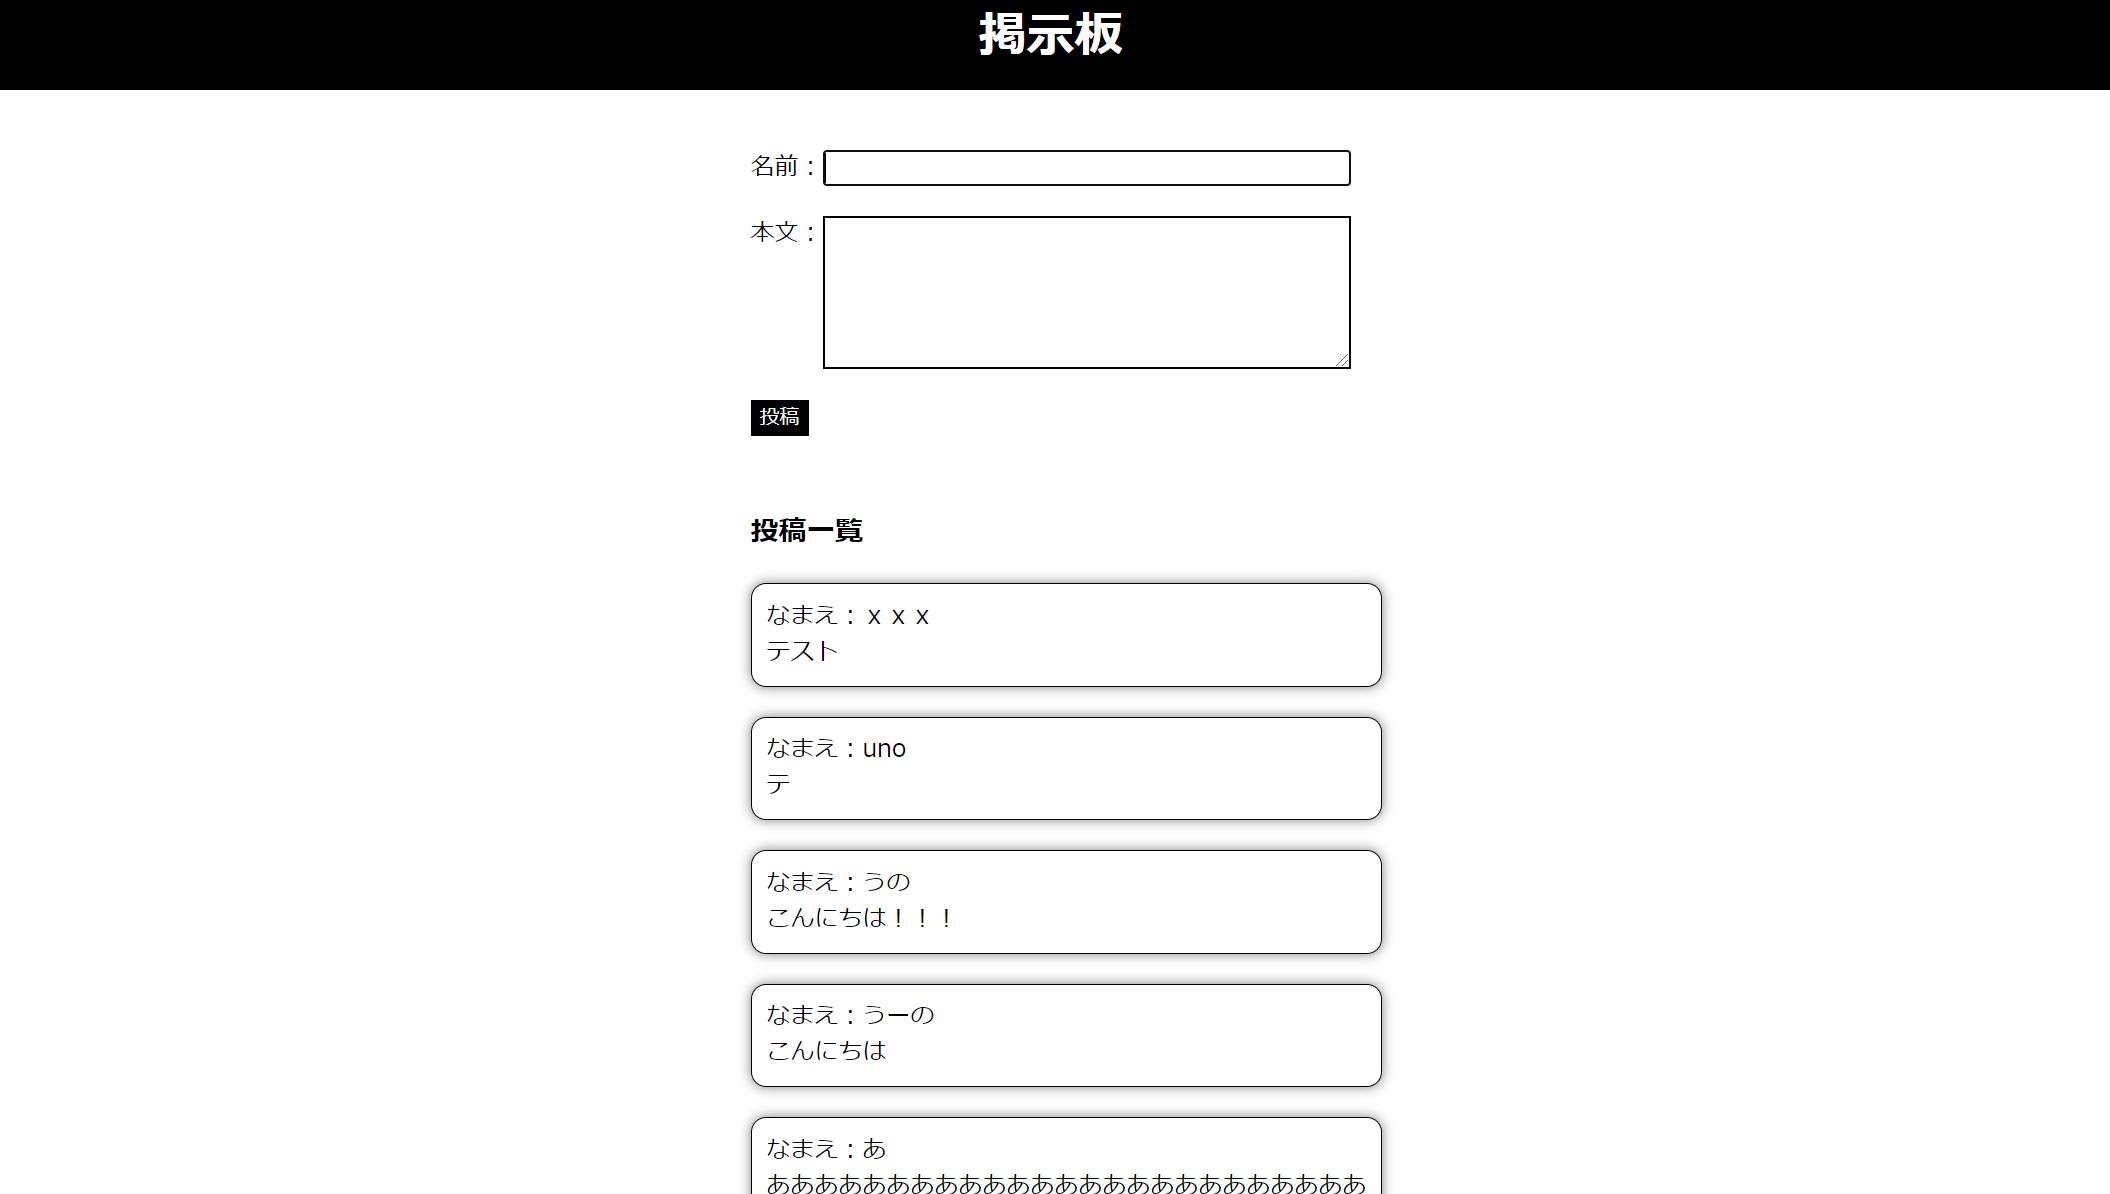 掲示板
名前：
本文：
投稿
投稿一覧
なまえ：ｘｘｘ
テスト
なまえ：uno
テ
なまえ：うの
こんにちは！！！
なまえ：うーの
こんにちは
なまえ：あ
あああああああああああああああああああああああああ